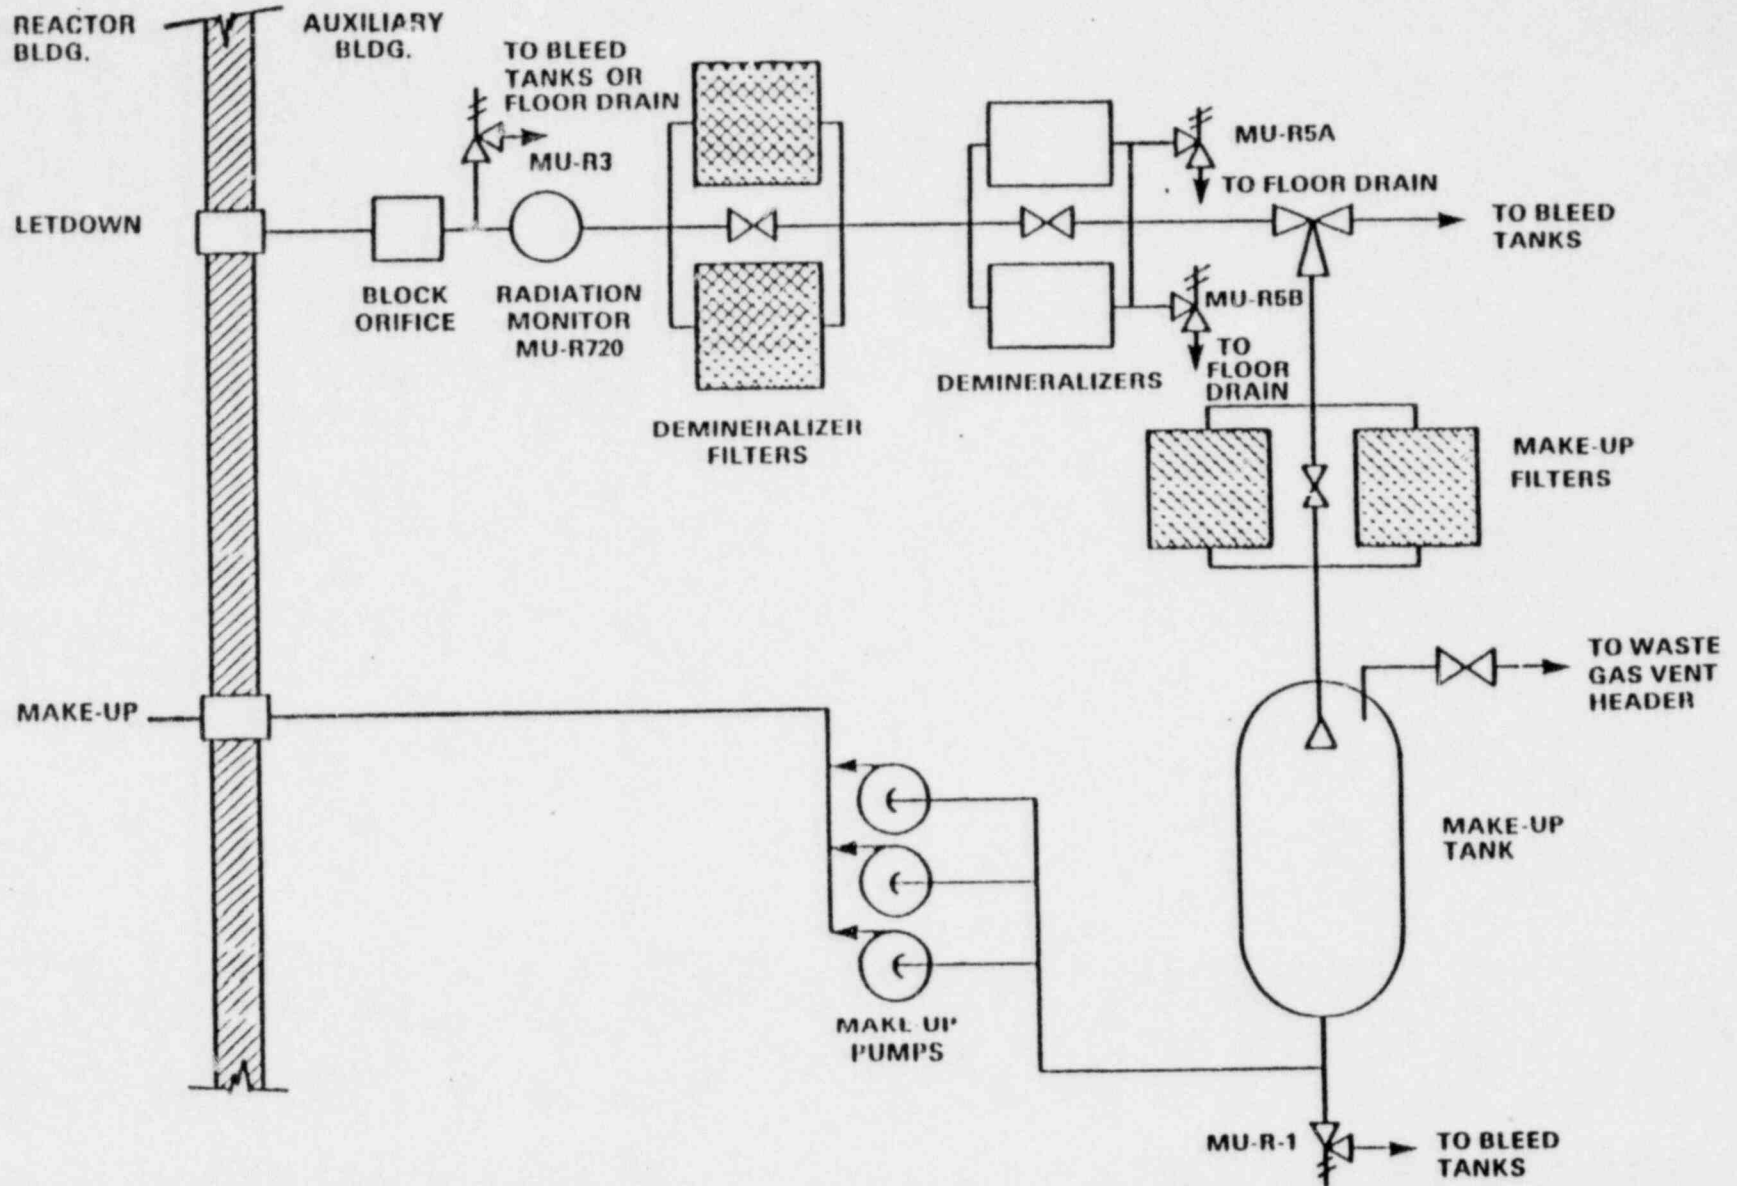 REACTOR
BLDG.
AUXILIARY
BLDG.
TO BLEED
TANKS OR
FLOOR DRAIN
MU-R3
MU-R5A
TO FLOOR DRAIN
LETDOWN
TO BLEED
TANKS
BLOCK
ORIFICE
RADIATION
MONITOR
MU-R720
MU-R5B
TO
FLOOR
DRAIN
DEMINERALIZERS
DEMINERALIZER
FILTERS
MAKE-UP
FILTERS
TO WASTE
GAS VENT
HEADER
MAKE-UP
MAKE-UP
TANK
MAKE-UP
PUMPS
MU-R-1
TO BLEED
TANKS